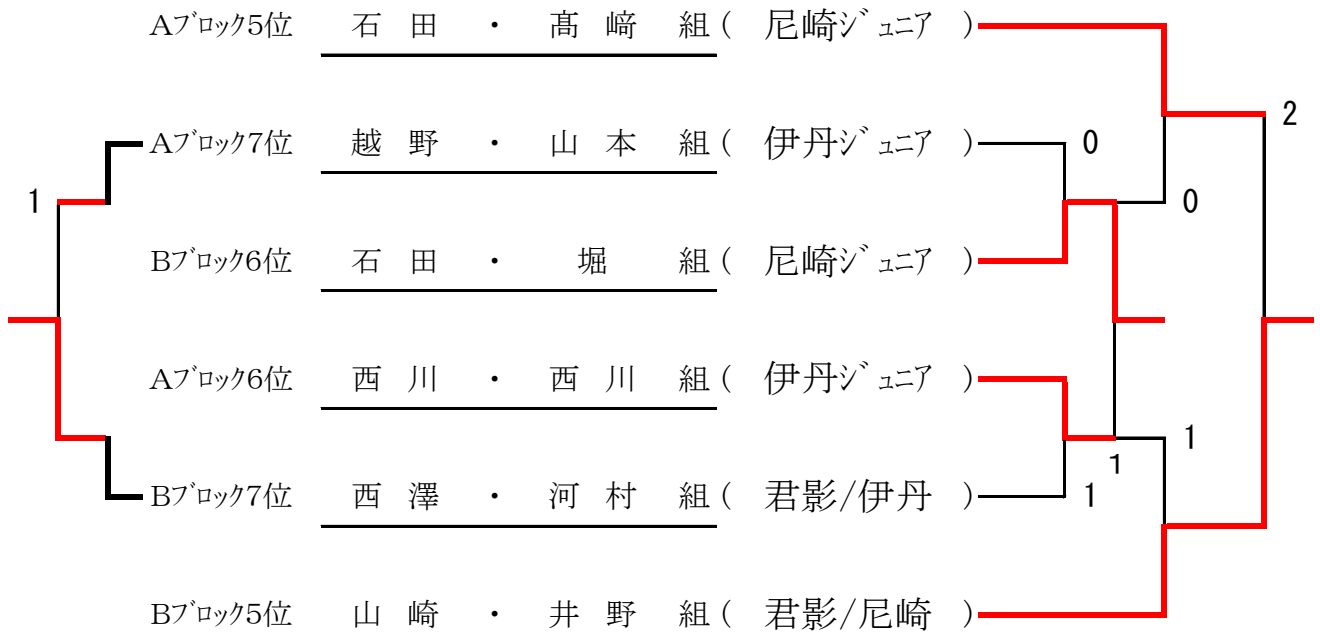 Aブロック5位 石田・髙﨑組(尼崎ジュニア)
2
Aブロック7位 越野・山本組(伊丹ジュニア) 0
1
0
Bブロック6位 石田・堀組(尼崎ジュニア)
Aブロック6位 西川・西川組(伊丹ジュニア)
1
1
Bブロック7位 西澤・河村組(君影/伊丹) 1
Bブロック5位 山崎・井野組(君影/尼崎)